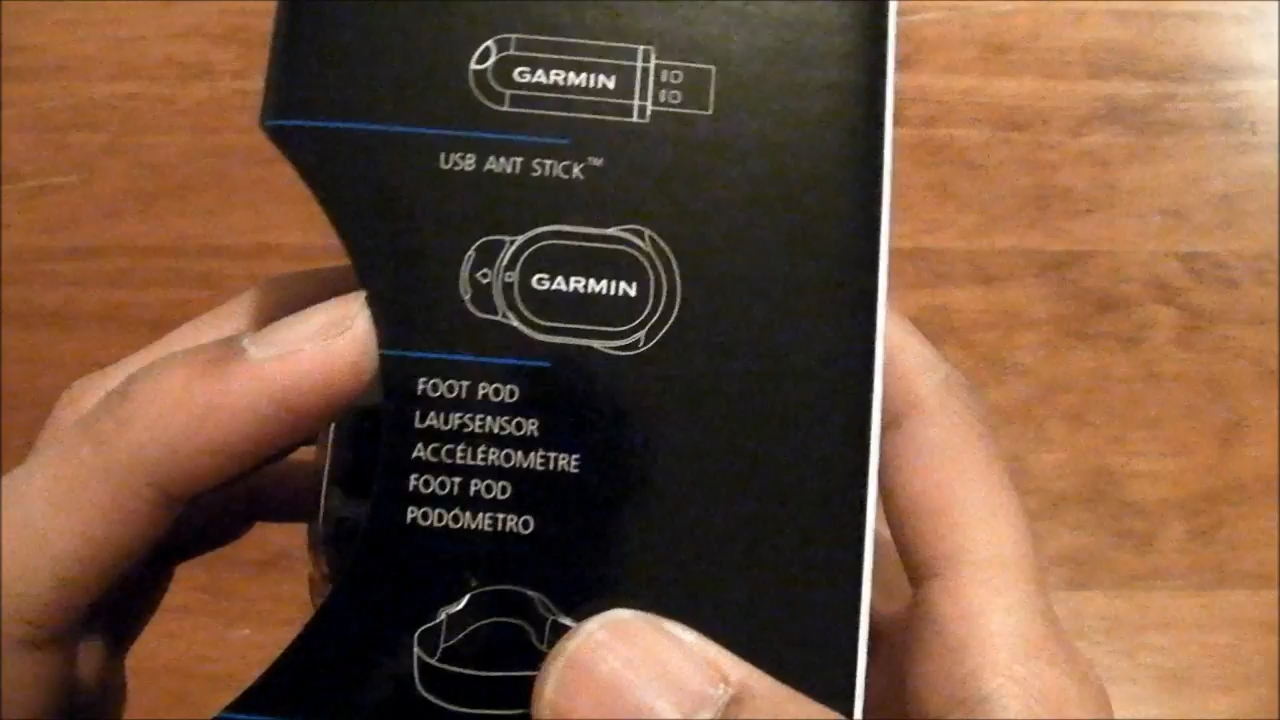 GARMIN
USB ANT STICK™
GARMIN
FOOT POD
LAUFSENSOR
ACCÉLÉROMÈTRE
FOOT POD
PODÓMETRO